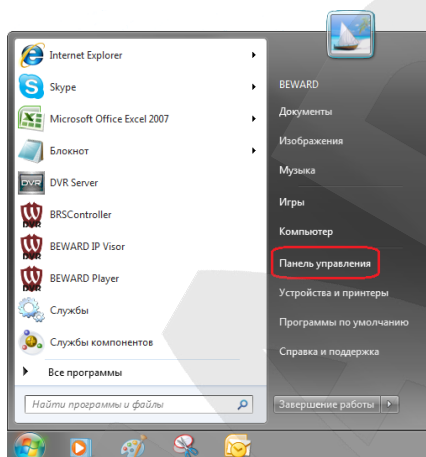 Internet Explorer
Skype
Microsoft Office Excel 2007
Блокнот
DVR Server
BRSController
BEWARD IP Visor
BEWARD Player
Службы
Службы компонентов
Все программы
Найти программы и файлы
BEWARD
Документы
Изображения
Музыка
Игры
Компьютер
Панель управления
Устройства и принтеры
Программы по умолчанию
Справка и поддержка
Завершение работы